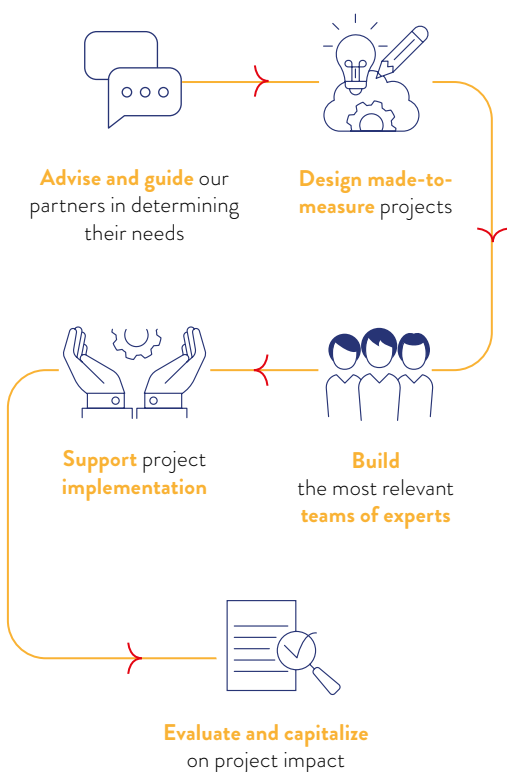 Advise and guide our
partners in determining
their needs
Design made-to-
measure projects
Build
the most relevant
teams of experts
Support project
implementation
Evaluate and capitalize
on project impact